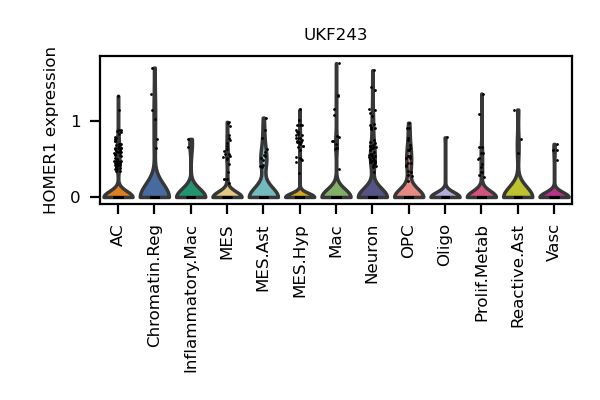 UKF243
HOMER1 expression
1
0
AC
Chromatin.Reg
Inflammatory.Mac
MES
MES.Ast
MES.Hyp
Mac
Neuron
OPC
Oligo
Prolif.Metab
Reactive.Ast
Vasc